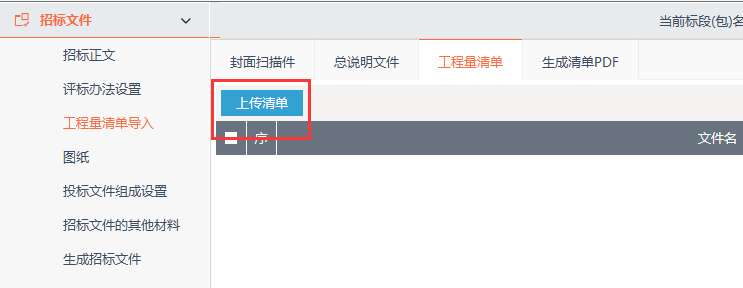 招标文件
当前标段(包)名
招标正文
封面扫描件
总说明文件
工程量清单
生成清单PDF
评标办法设置
上传清单
工程量清单导入
序
文件名
图纸
投标文件组成设置
招标文件的其他材料
生成招标文件